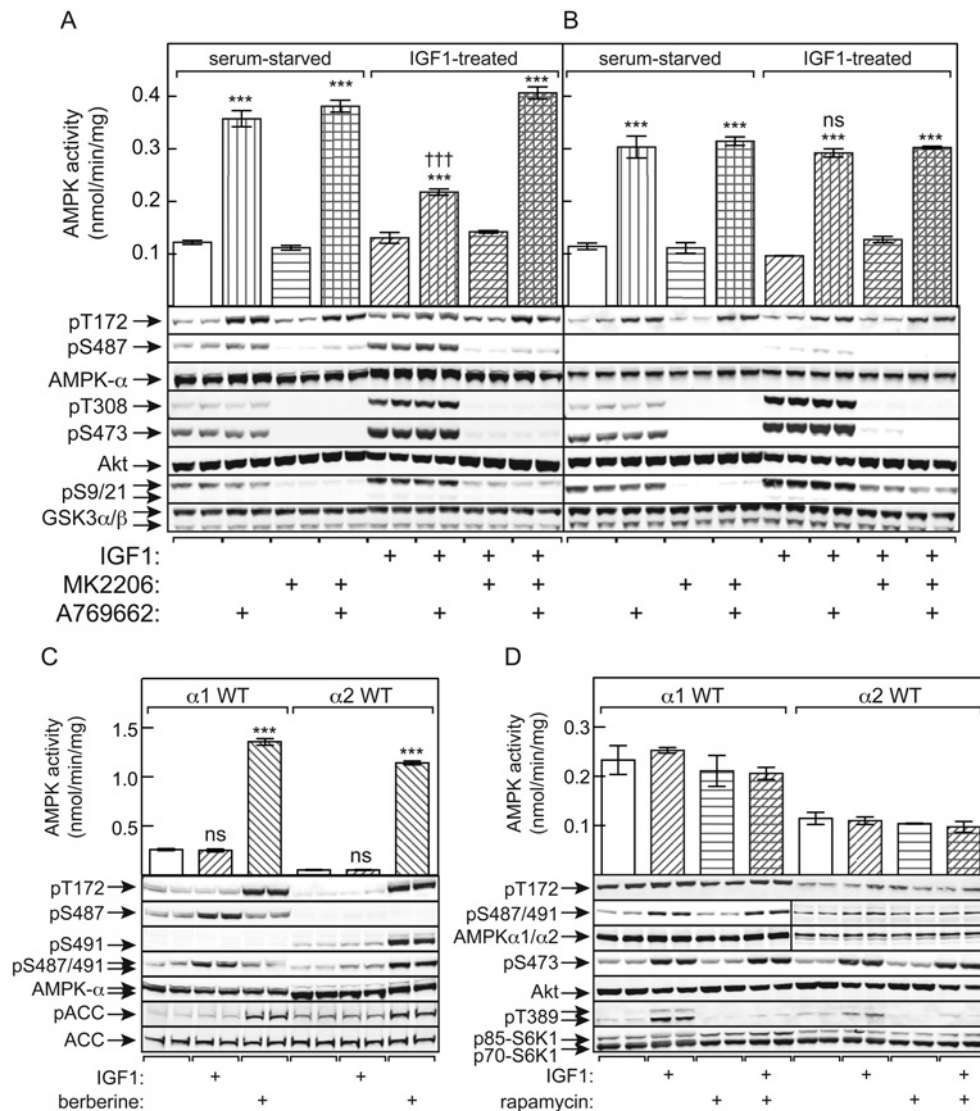 A
B
serum-starved
IGF1-treated
serum-starved
IGF1-treated
AMPK activity
(nmol/min/mg)
0.4
0.3
0.2
0.1
***
***
†††
***
***
***
***
ns
***
***
pT172
pS487
AMPK-α
pT308
pS473
Akt
pS9/21
GSK3α/β
IGF1: + + + + + + + +
MK2206: + + + + + + + +
A769662: + + + + + + + +
C
α1 WT
α2 WT
AMPK activity
(nmol/min/mg)
1.5
1.0
0.5
ns
***
ns
***
pT172
pS487
pS491
pS487/491
AMPK-α
pACC
ACC
IGF1: + +
berberine: + +
D
α1 WT
α2 WT
AMPK activity
(nmol/min/mg)
0.3
0.2
0.1
pT172
pS487/491
AMPKα1/α2
pS473
Akt
pT389
p85-S6K1
p70-S6K1
IGF1: + + + +
rapamycin: + + + +